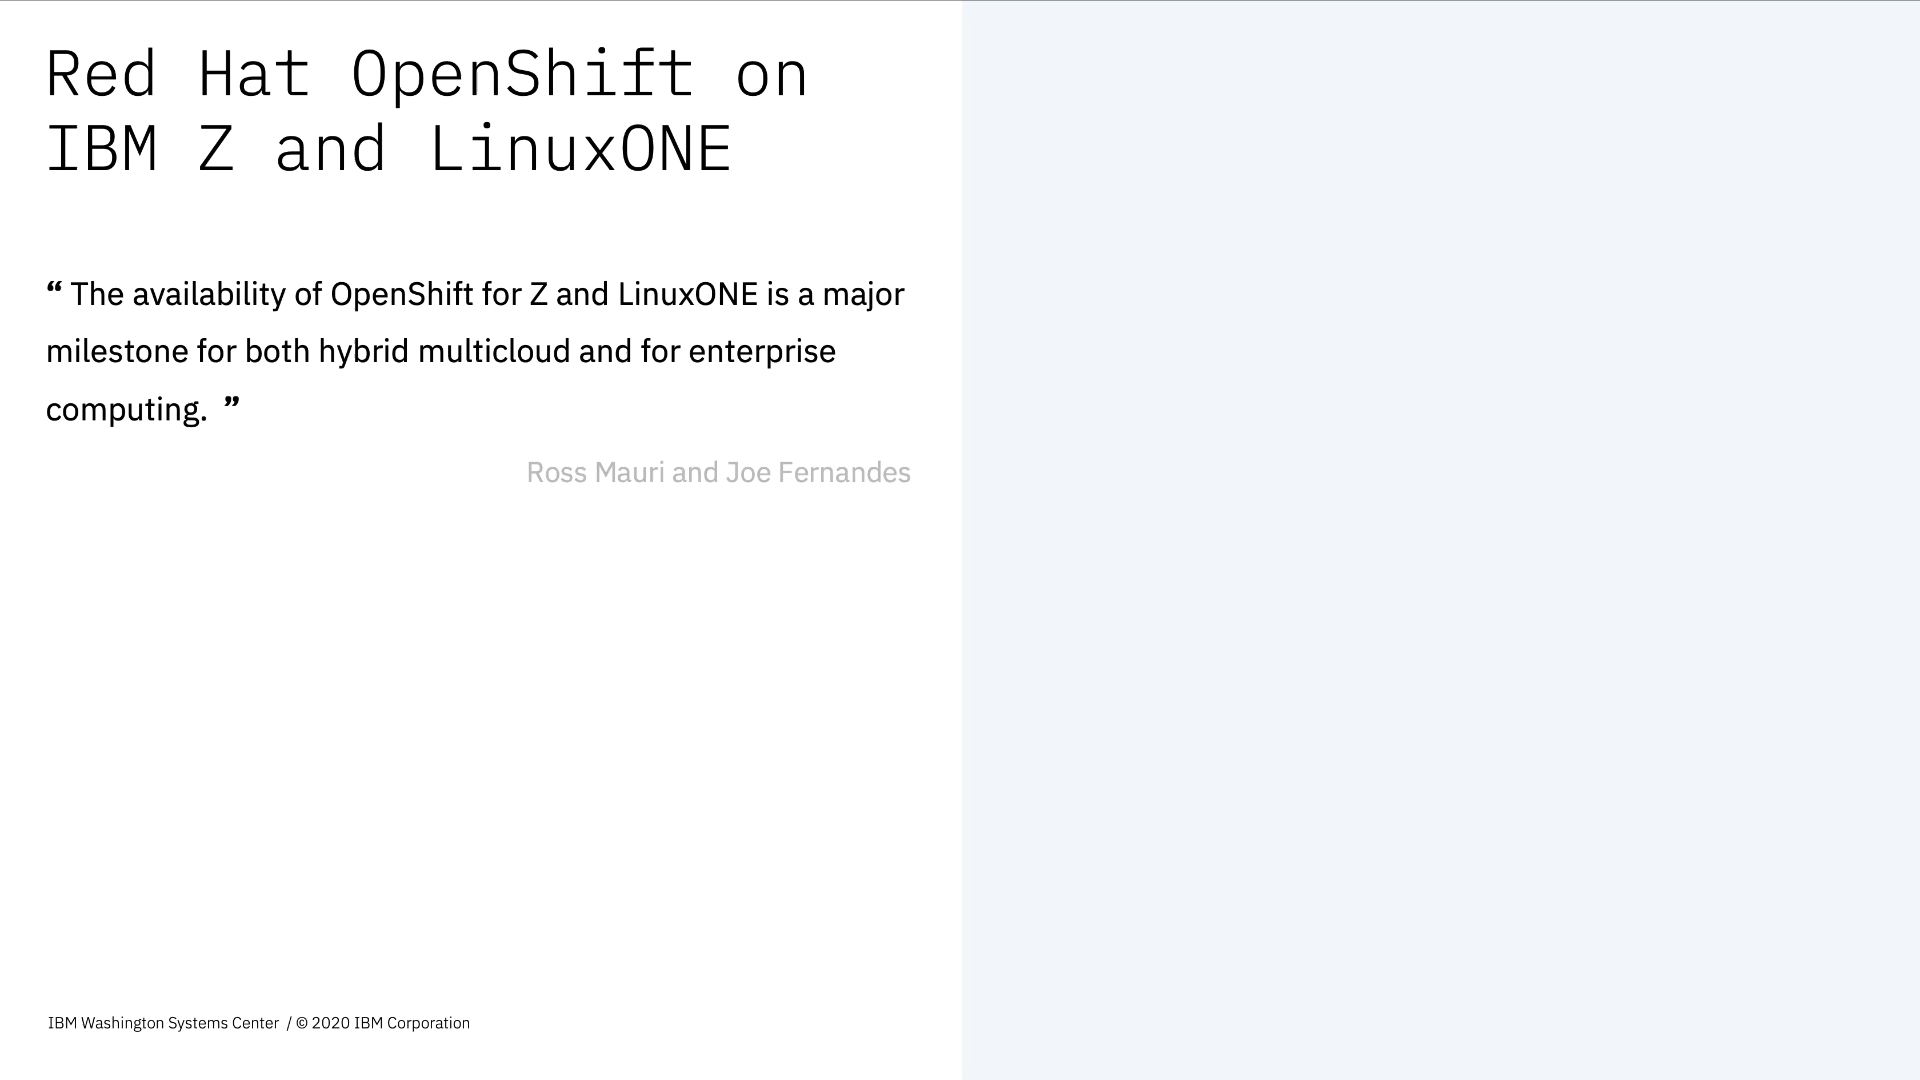 Red Hat OpenShift on
IBM Z and LinuxONE
“ The availability of OpenShift for Z and LinuxONE is a major
milestone for both hybrid multicloud and for enterprise
computing. ”
Ross Mauri and Joe Fernandes
IBM Washington Systems Center / © 2020 IBM Corporation